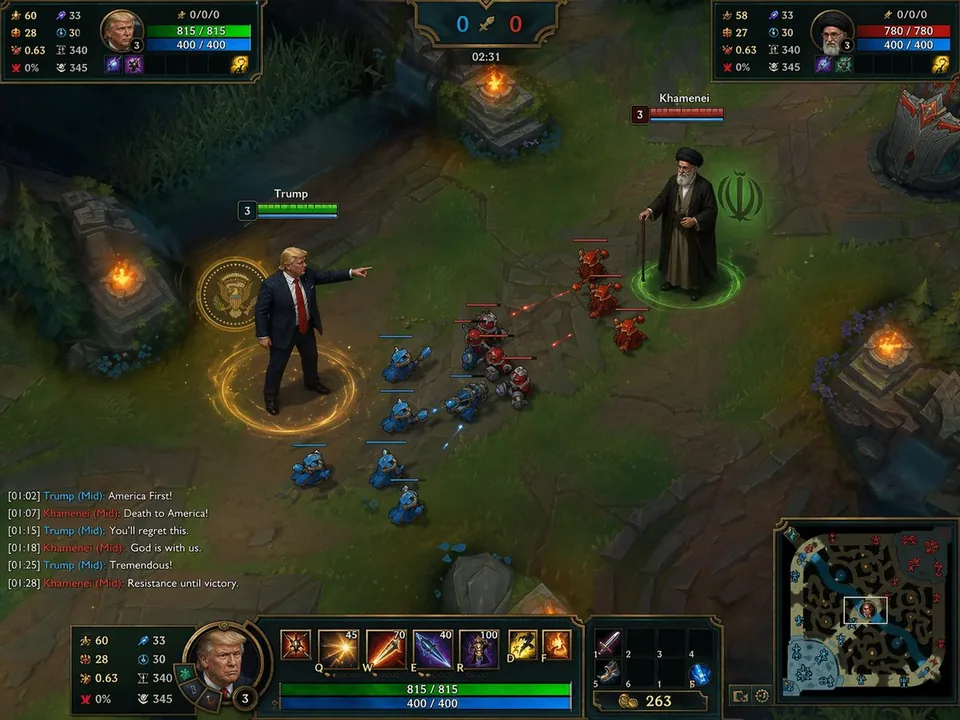 60 33
28 30
0.63 340
0% 345
3
0/0/0
815 / 815
400 / 400
0 0
02:31
58 33
27 30
0.63 340
0% 345
3
0/0/0
780 / 780
400 / 400
Khamenei
3
Trump
3
[01:02] Trump (Mid): America First!
[01:07] Khamenei (Mid): Death to America!
[01:15] Trump (Mid): You'll regret this.
[01:18] Khamenei (Mid): God is with us.
[01:25] Trump (Mid): Tremendous!
[01:28] Khamenei (Mid): Resistance until victory.
60 33
28 30
0.63 340
0% 345
3
45 70 40 100
Q W E R D F
815 / 815
400 / 400
1 2 3 4
5 6 1 B
263